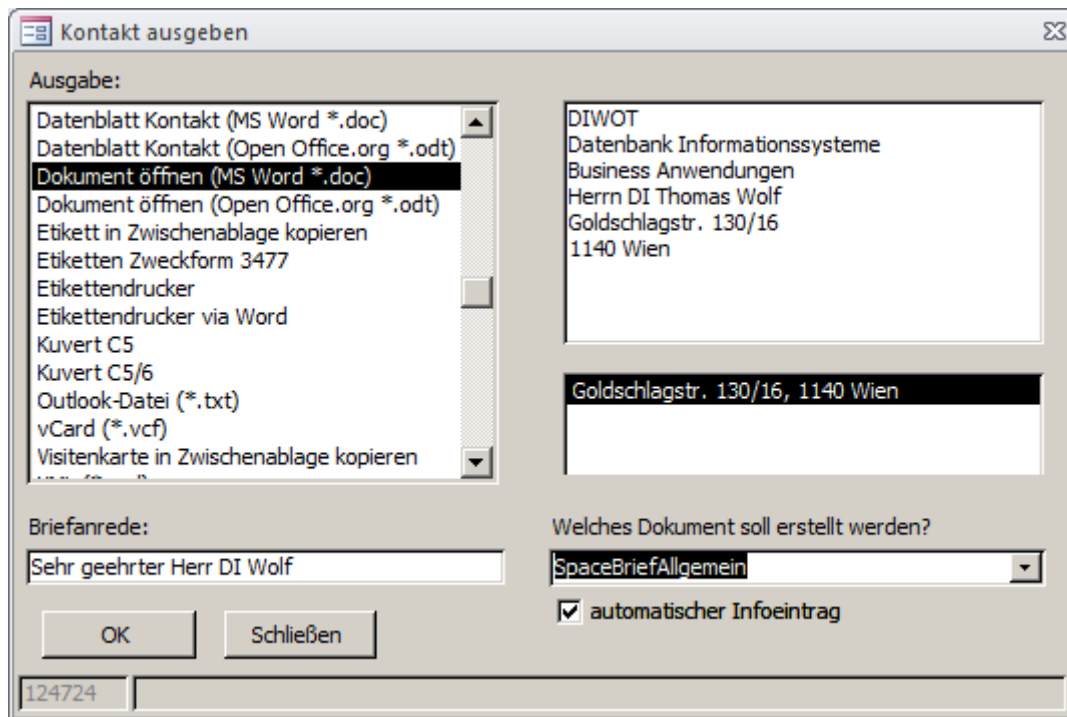 Kontakt ausgeben
Ausgabe:
Datenblatt Kontakt (MS Word *.doc)
Datenblatt Kontakt (Open Office.org *.odt)
Dokument öffnen (MS Word *.doc)
Dokument öffnen (Open Office.org *.odt)
Etikett in Zwischenablage kopieren
Etiketten Zweckform 3477
Etikettendrucker
Etikettendrucker via Word
Kuvert C5
Kuvert C5/6
Outlook-Datei (*.txt)
vCard (*.vcf)
Visitenkarte in Zwischenablage kopieren
DIWOT
Datenbank Informationssysteme
Business Anwendungen
Herrn DI Thomas Wolf
Goldschlagstr. 130/16
1140 Wien
Goldschlagstr. 130/16, 1140 Wien
Briefanrede:
Sehr geehrter Herr DI Wolf
Welches Dokument soll erstellt werden?
SpaceBriefAllgemein
automatischer Infoeintrag
OK
Schließen
124724